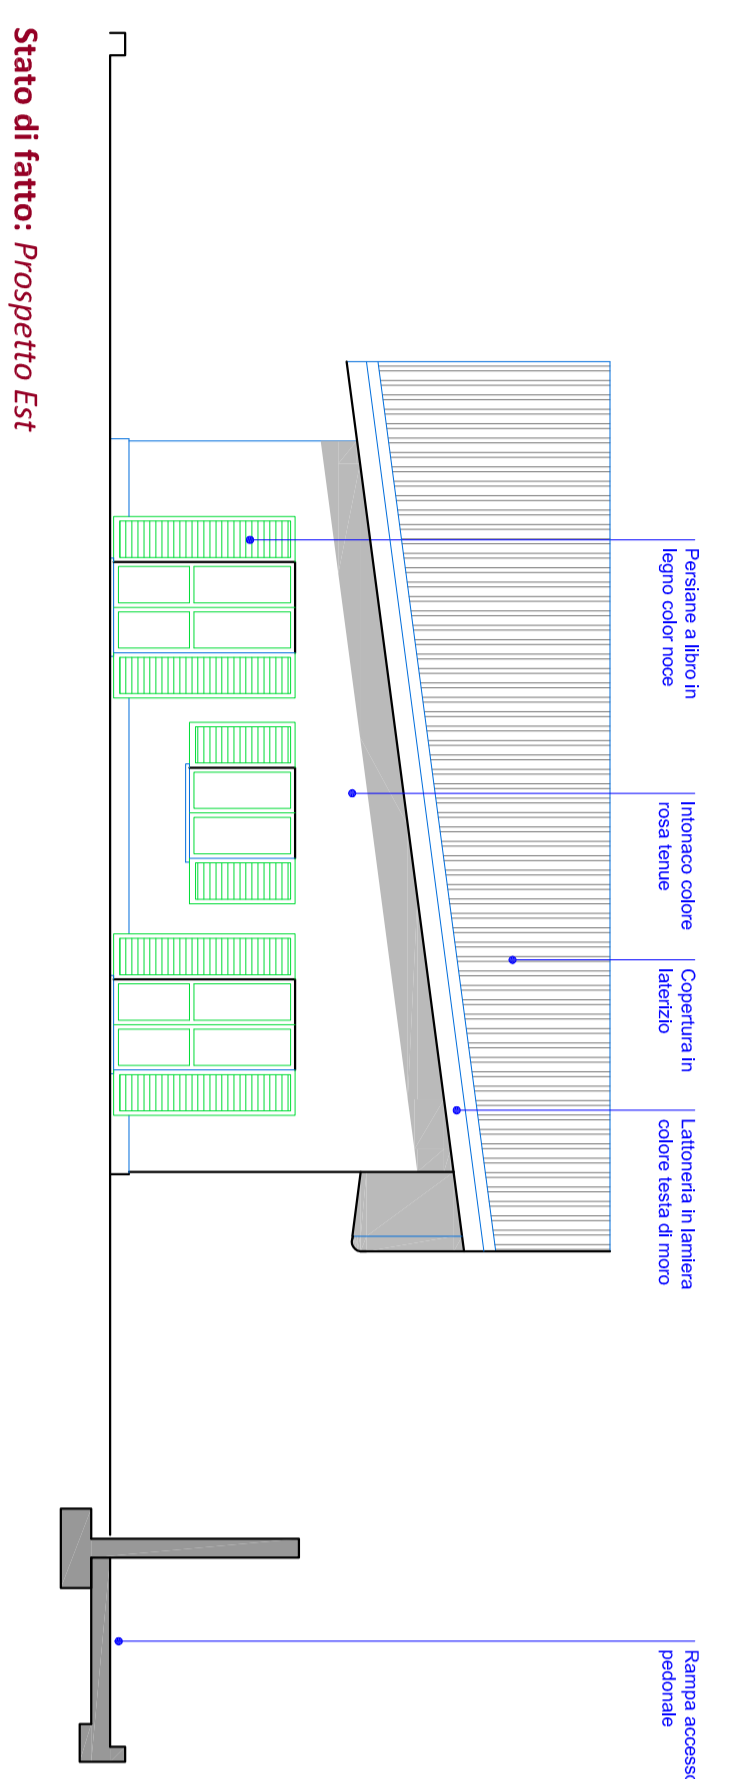 Persiane a libro in
legno color noce
Intonaco colore
rosa tenue
Copertura in
laterizio
Lattoneria in lamiera
colore testa di moro
Rampa accesso
pedonale
Stato di fatto: Prospetto Est